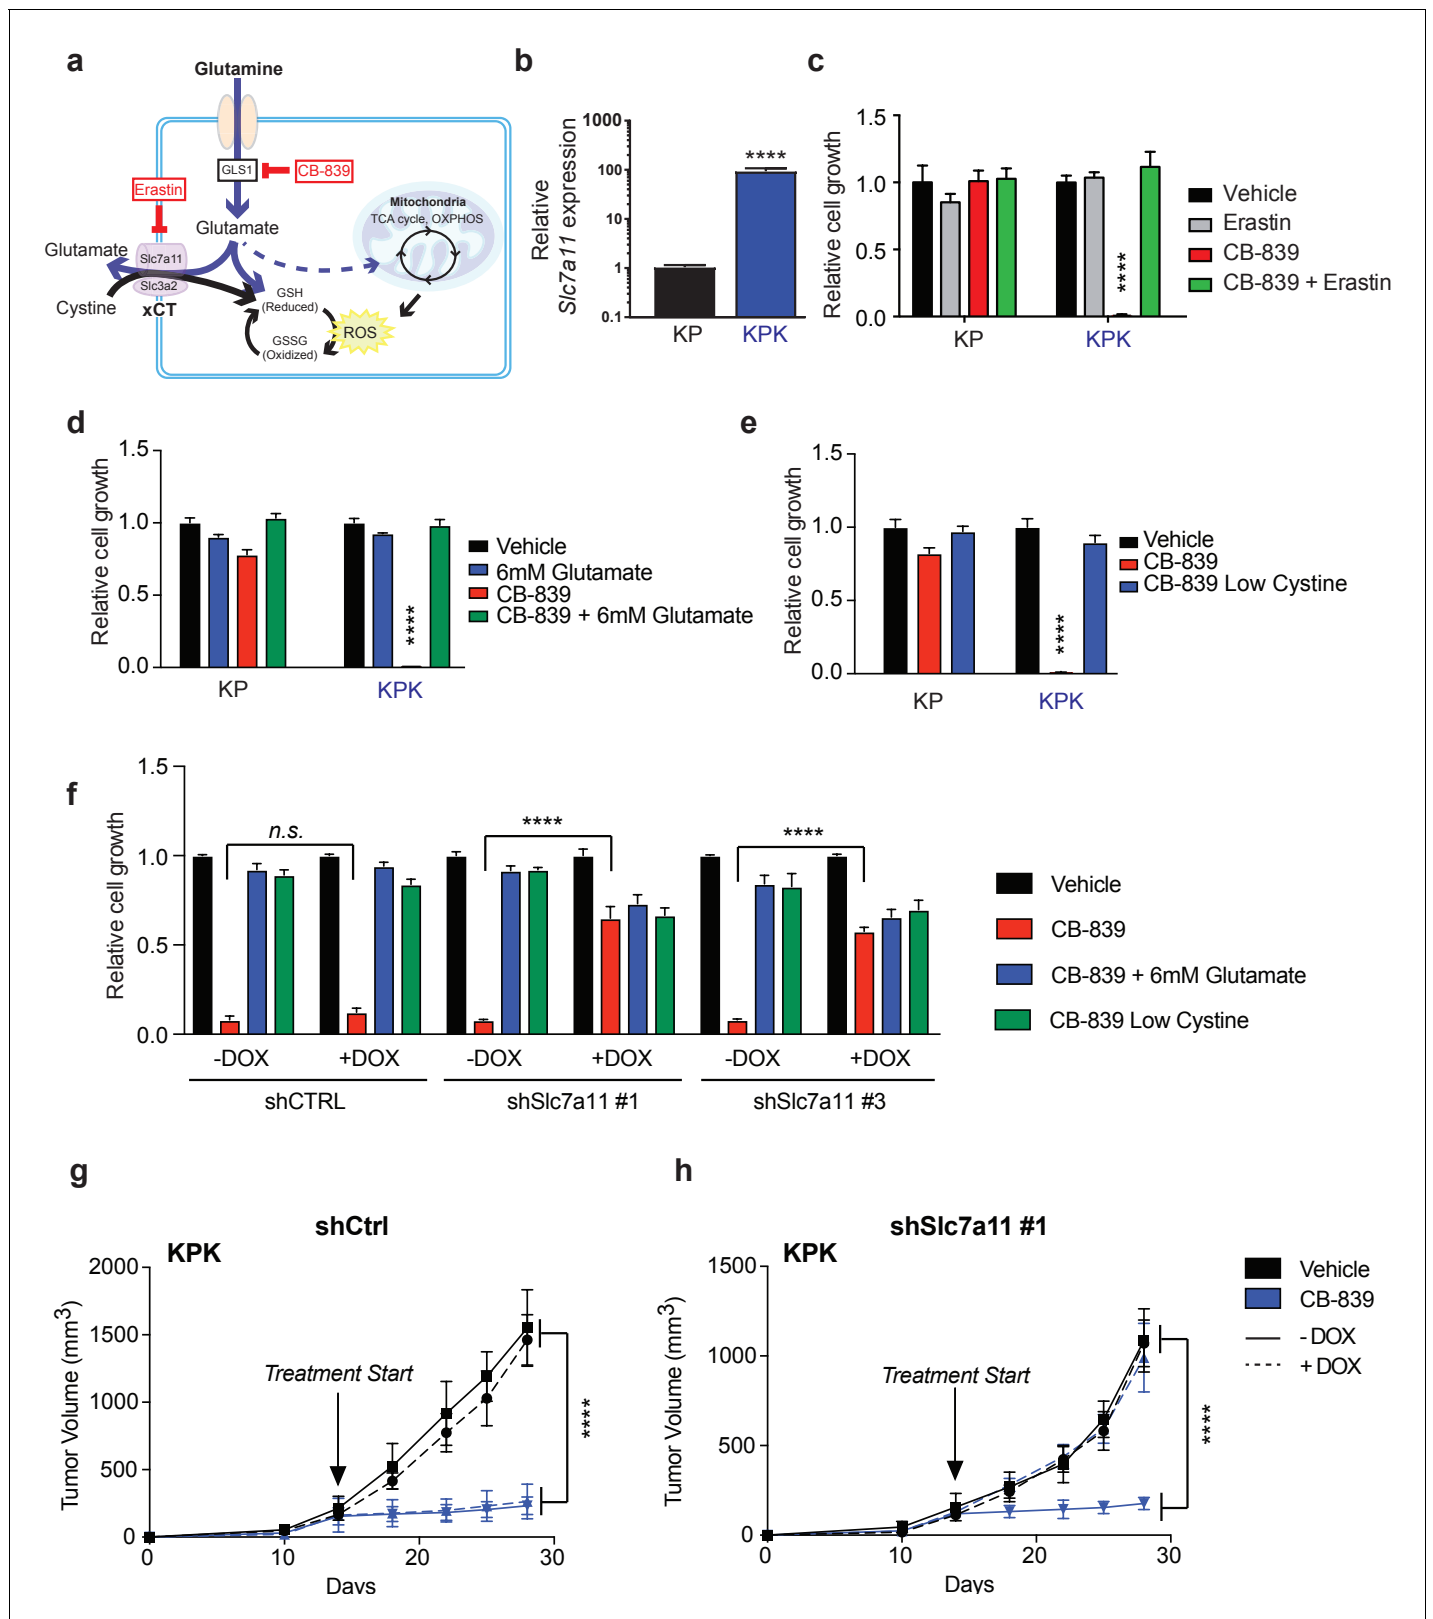 a
Glutamine
GLS1
CB-839
Erastin
Glutamate
Mitochondria
TCA cycle, OXPHOS
Glutamate
Slc7a11
Slc3a2
Cystine
xCT
GSH
(Reduced)
ROS
GSSG
(Oxidized)
b
Relative
Slc7a11 expression
1000
100
10
1
0.1
****
KP
KPK
c
Relative cell growth
1.5
1.0
0.5
0.0
****
KP
KPK
Vehicle
Erastin
CB-839
CB-839 + Erastin
d
Relative cell growth
1.5
1.0
0.5
0.0
****
KP
KPK
Vehicle
6mM Glutamate
CB-839
CB-839 + 6mM Glutamate
e
Relative cell growth
1.5
1.0
0.5
0.0
****
KP
KPK
Vehicle
CB-839
CB-839 Low Cystine
f
Relative cell growth
1.5
1.0
0.5
0.0
n.s.
****
****
-DOX
+DOX
-DOX
+DOX
-DOX
+DOX
shCTRL
shSlc7a11 #1
shSlc7a11 #3
Vehicle
CB-839
CB-839 + 6mM Glutamate
CB-839 Low Cystine
g
shCtrl
KPK
Tumor Volume (mm3)
2000
1500
1000
500
0
Treatment Start
****
0
10
20
30
Days
h
shSlc7a11 #1
KPK
Tumor Volume (mm3)
1500
1000
500
0
Treatment Start
****
0
10
20
30
Days
Vehicle
CB-839
- DOX
+ DOX